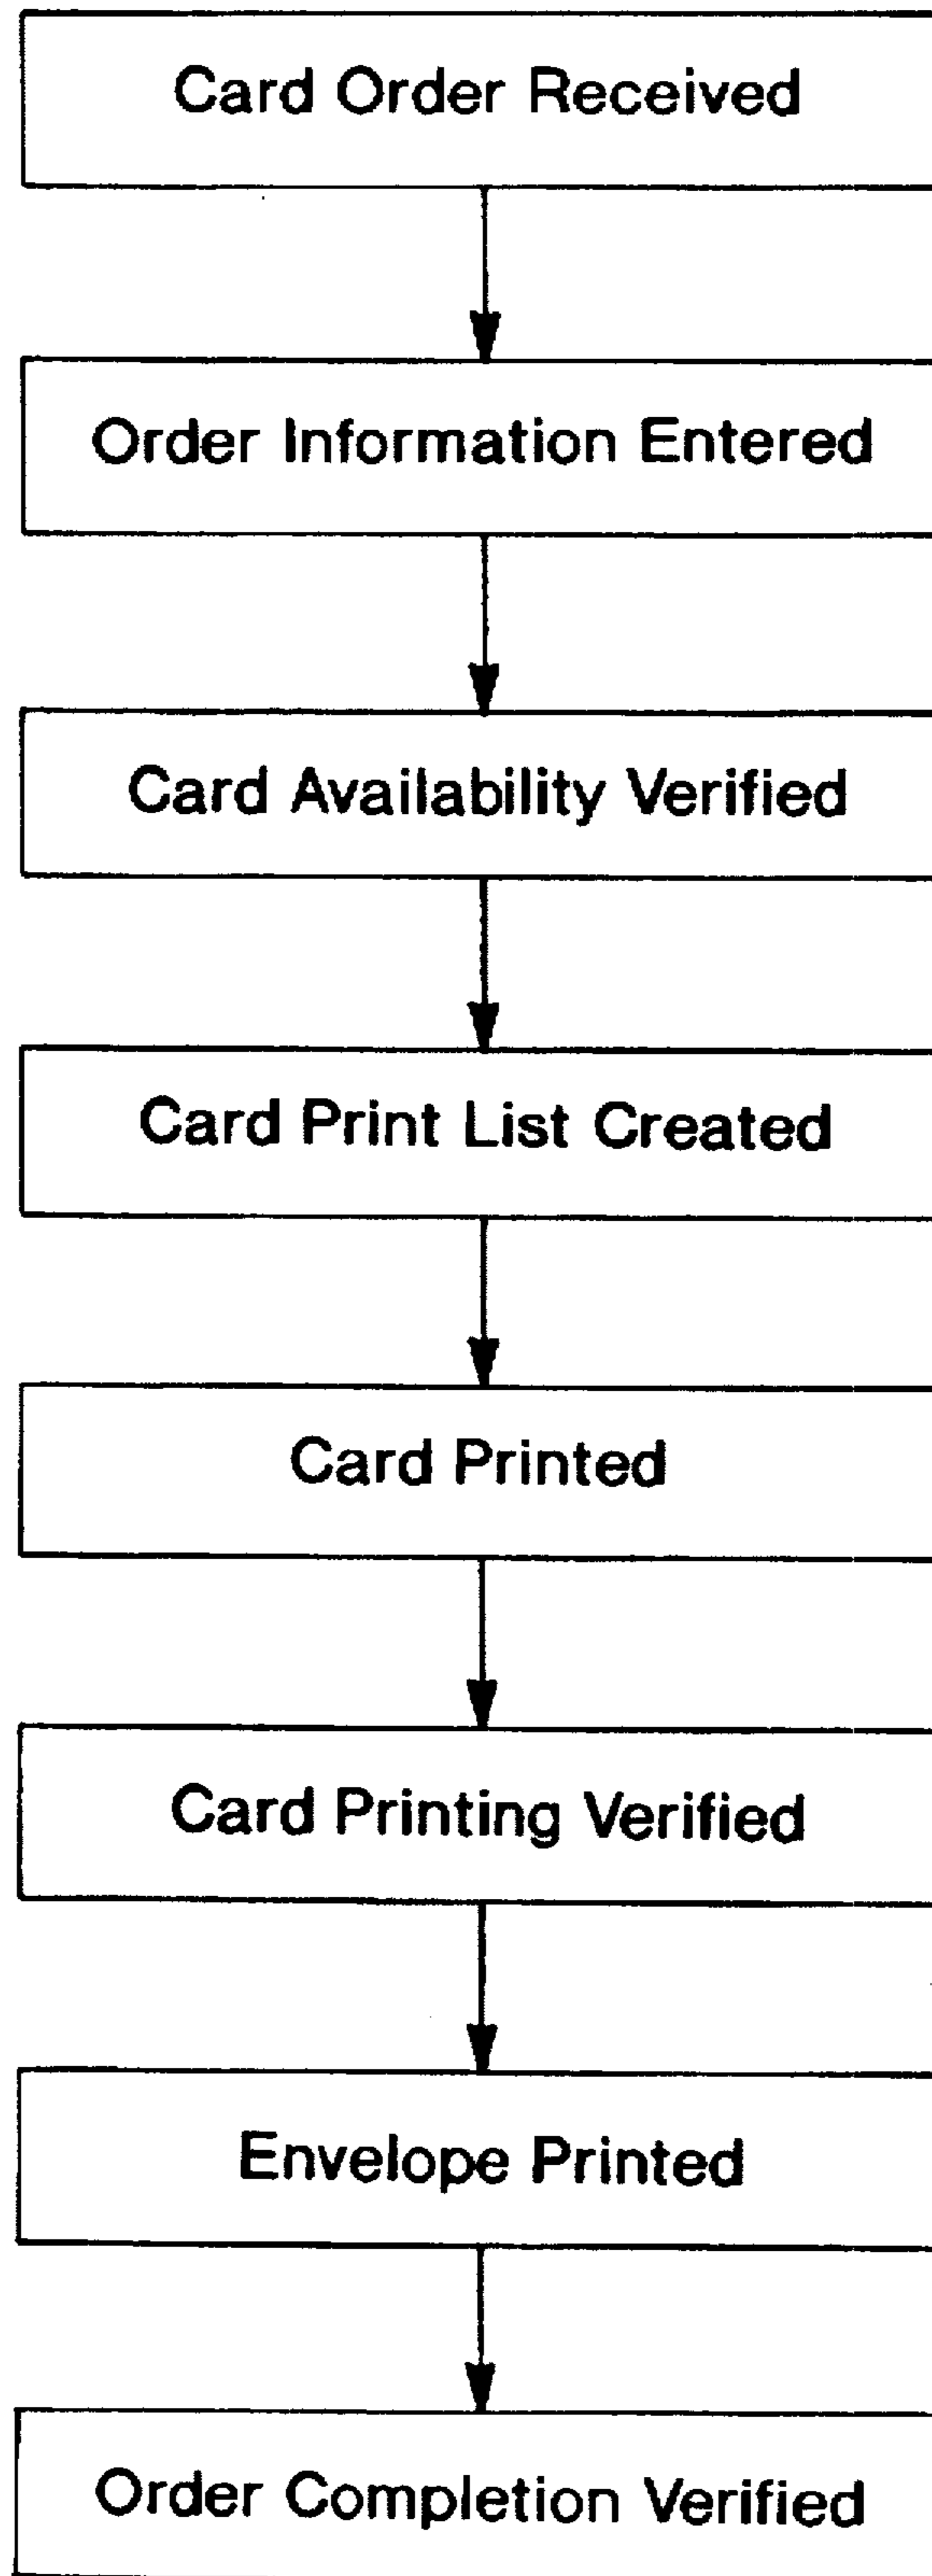 Card Order Received
Order Information Entered
Card Availability Verified
Card Print List Created
Card Printed
Card Printing Verified
Envelope Printed
Order Completion Verified